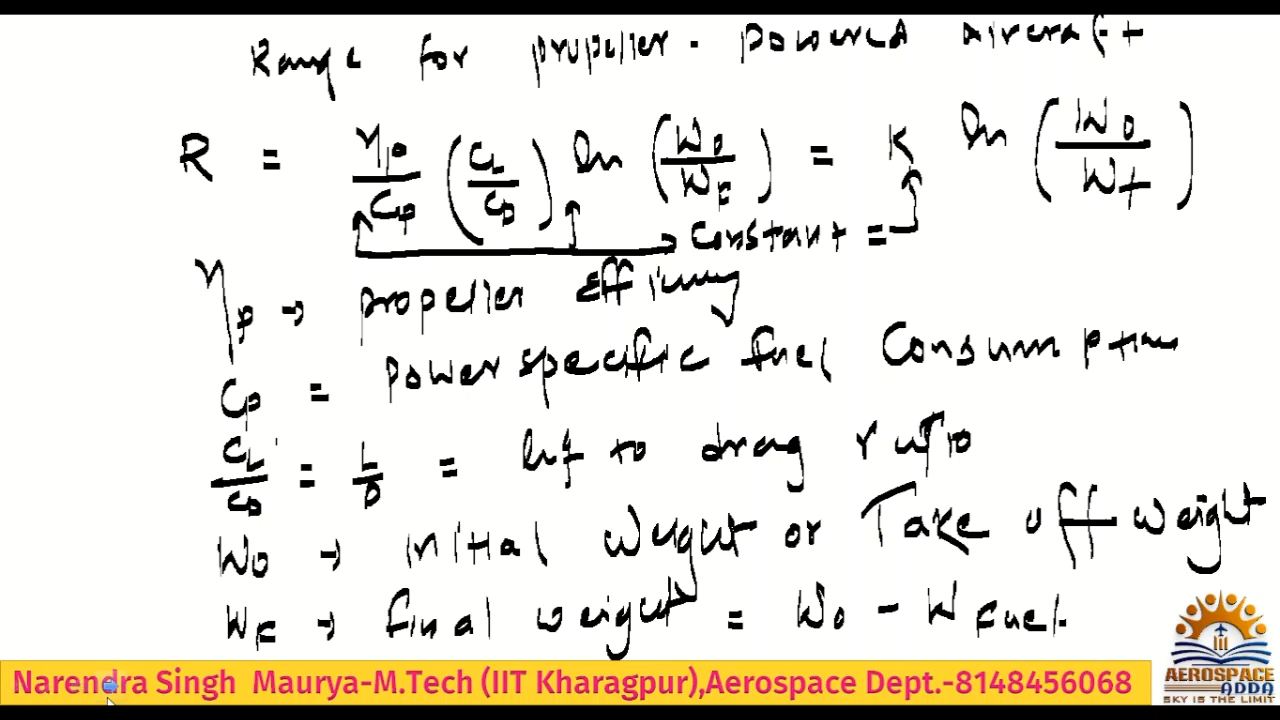 Range for propeller-powered aircraft
R = ηp/Cp (CL/CD) ln (W0/WF) = K ln (W0/Wf)
Constant =
ηp → propeller Efficiency
Cp = power specific fuel Consumption
CL/CD = L/D = lift to drag ratio
W0 → initial weight or Take off weight
WF → final weight = W0 - Wfuel
Narendra Singh Maurya-M.Tech (IIT Kharagpur),Aerospace Dept.-8148456068
AEROSPACE
ADDA
SKY IS THE LIMIT